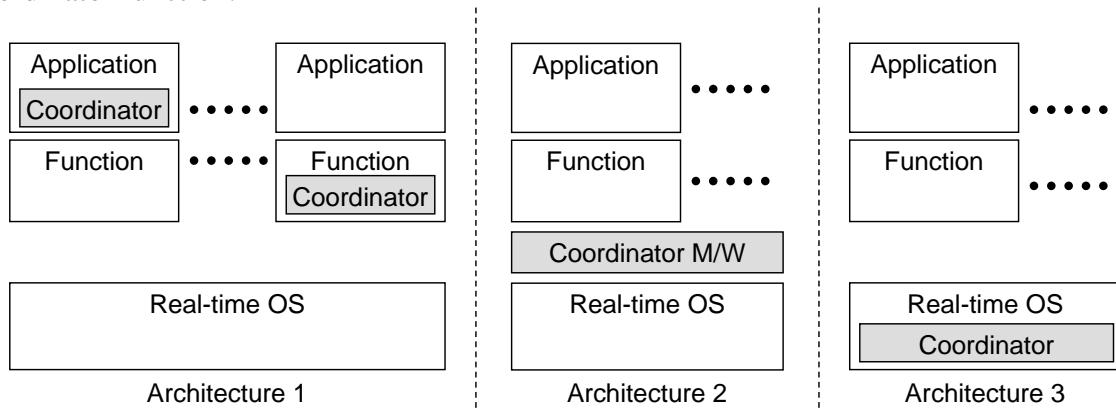 Application
Coordinator
Function
Application
Function
Coordinator
Real-time OS
Architecture 1
Application
Function
Coordinator M/W
Real-time OS
Architecture 2
Application
Function
Real-time OS
Coordinator
Architecture 3